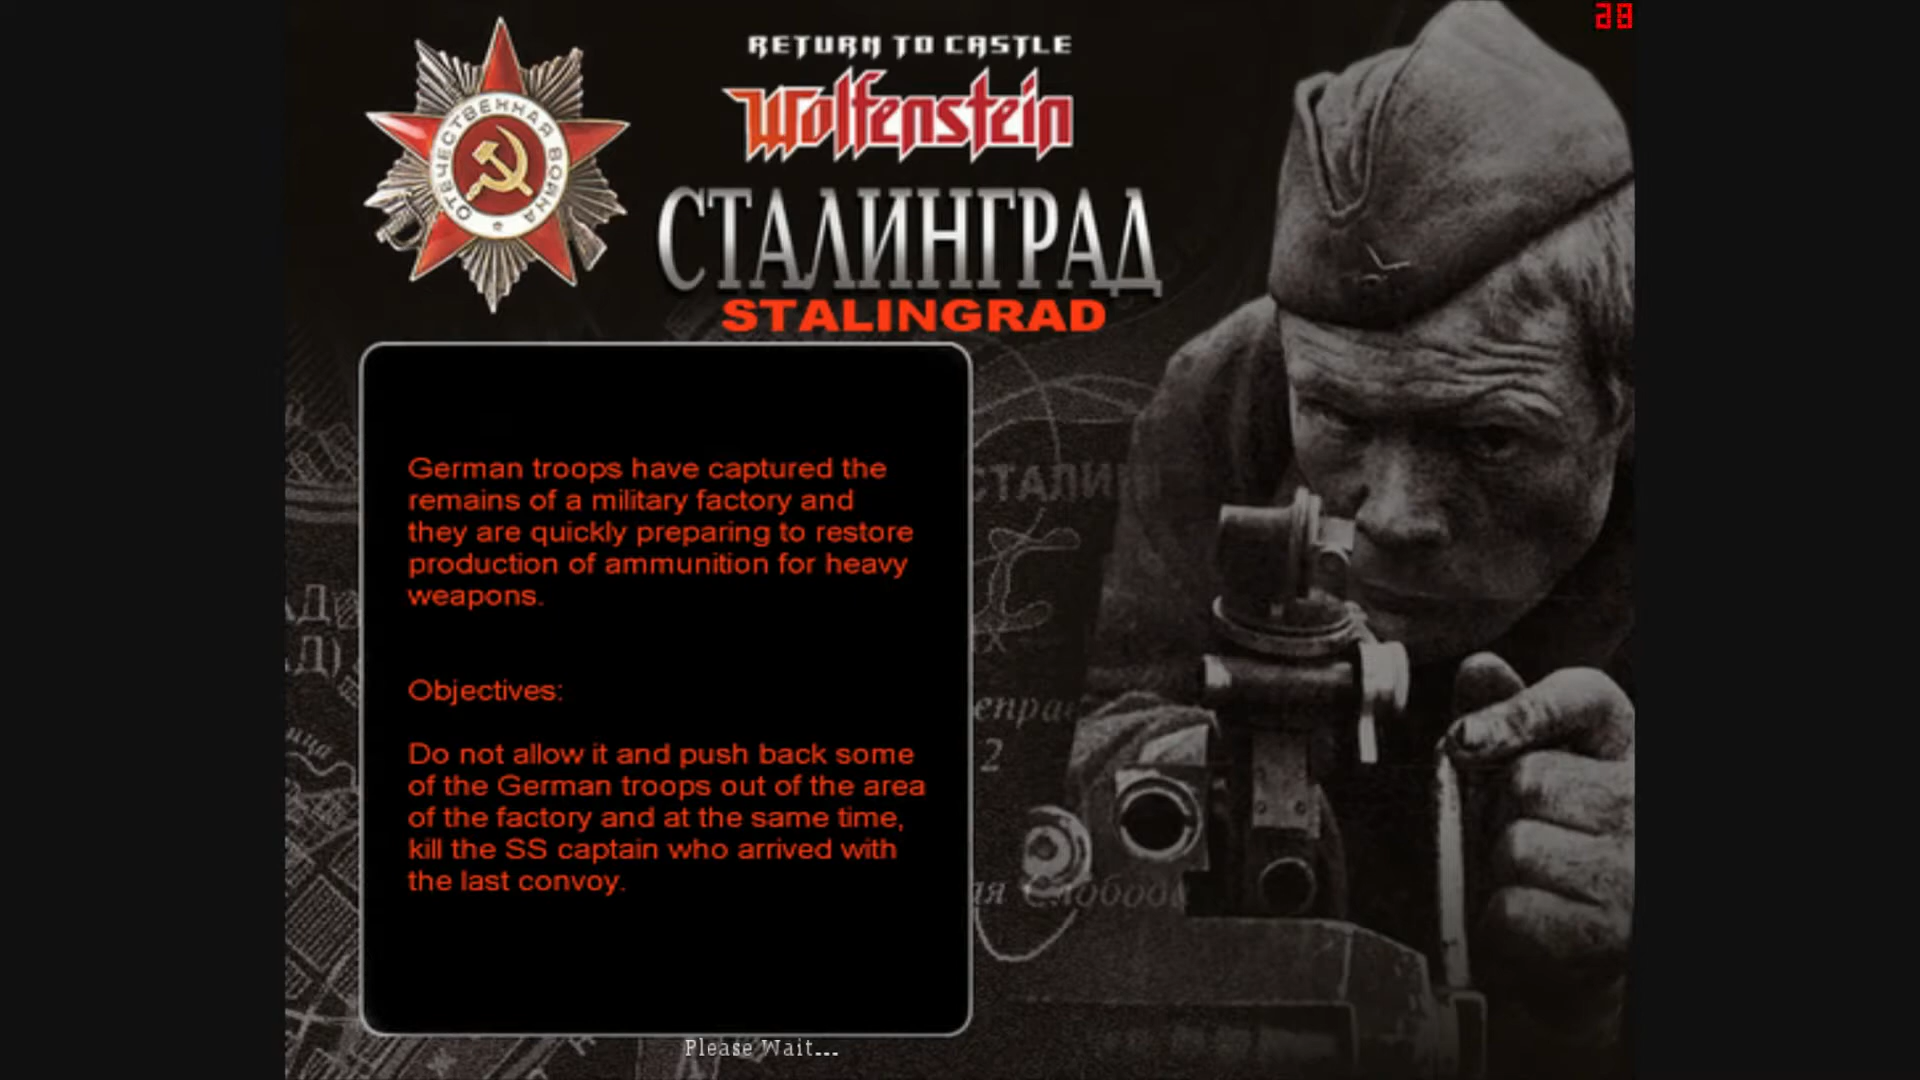 28
RETURN TO CASTLE
Wolfenstein
ОТЕЧЕСТВЕННАЯ ВОЙНА
СТАЛИНГРАД
STALINGRAD
German troops have captured the
remains of a military factory and
they are quickly preparing to restore
production of ammunition for heavy
weapons.
Objectives:
Do not allow it and push back some
of the German troops out of the area
of the factory and at the same time,
kill the SS captain who arrived with
the last convoy.
2
Please Wait...